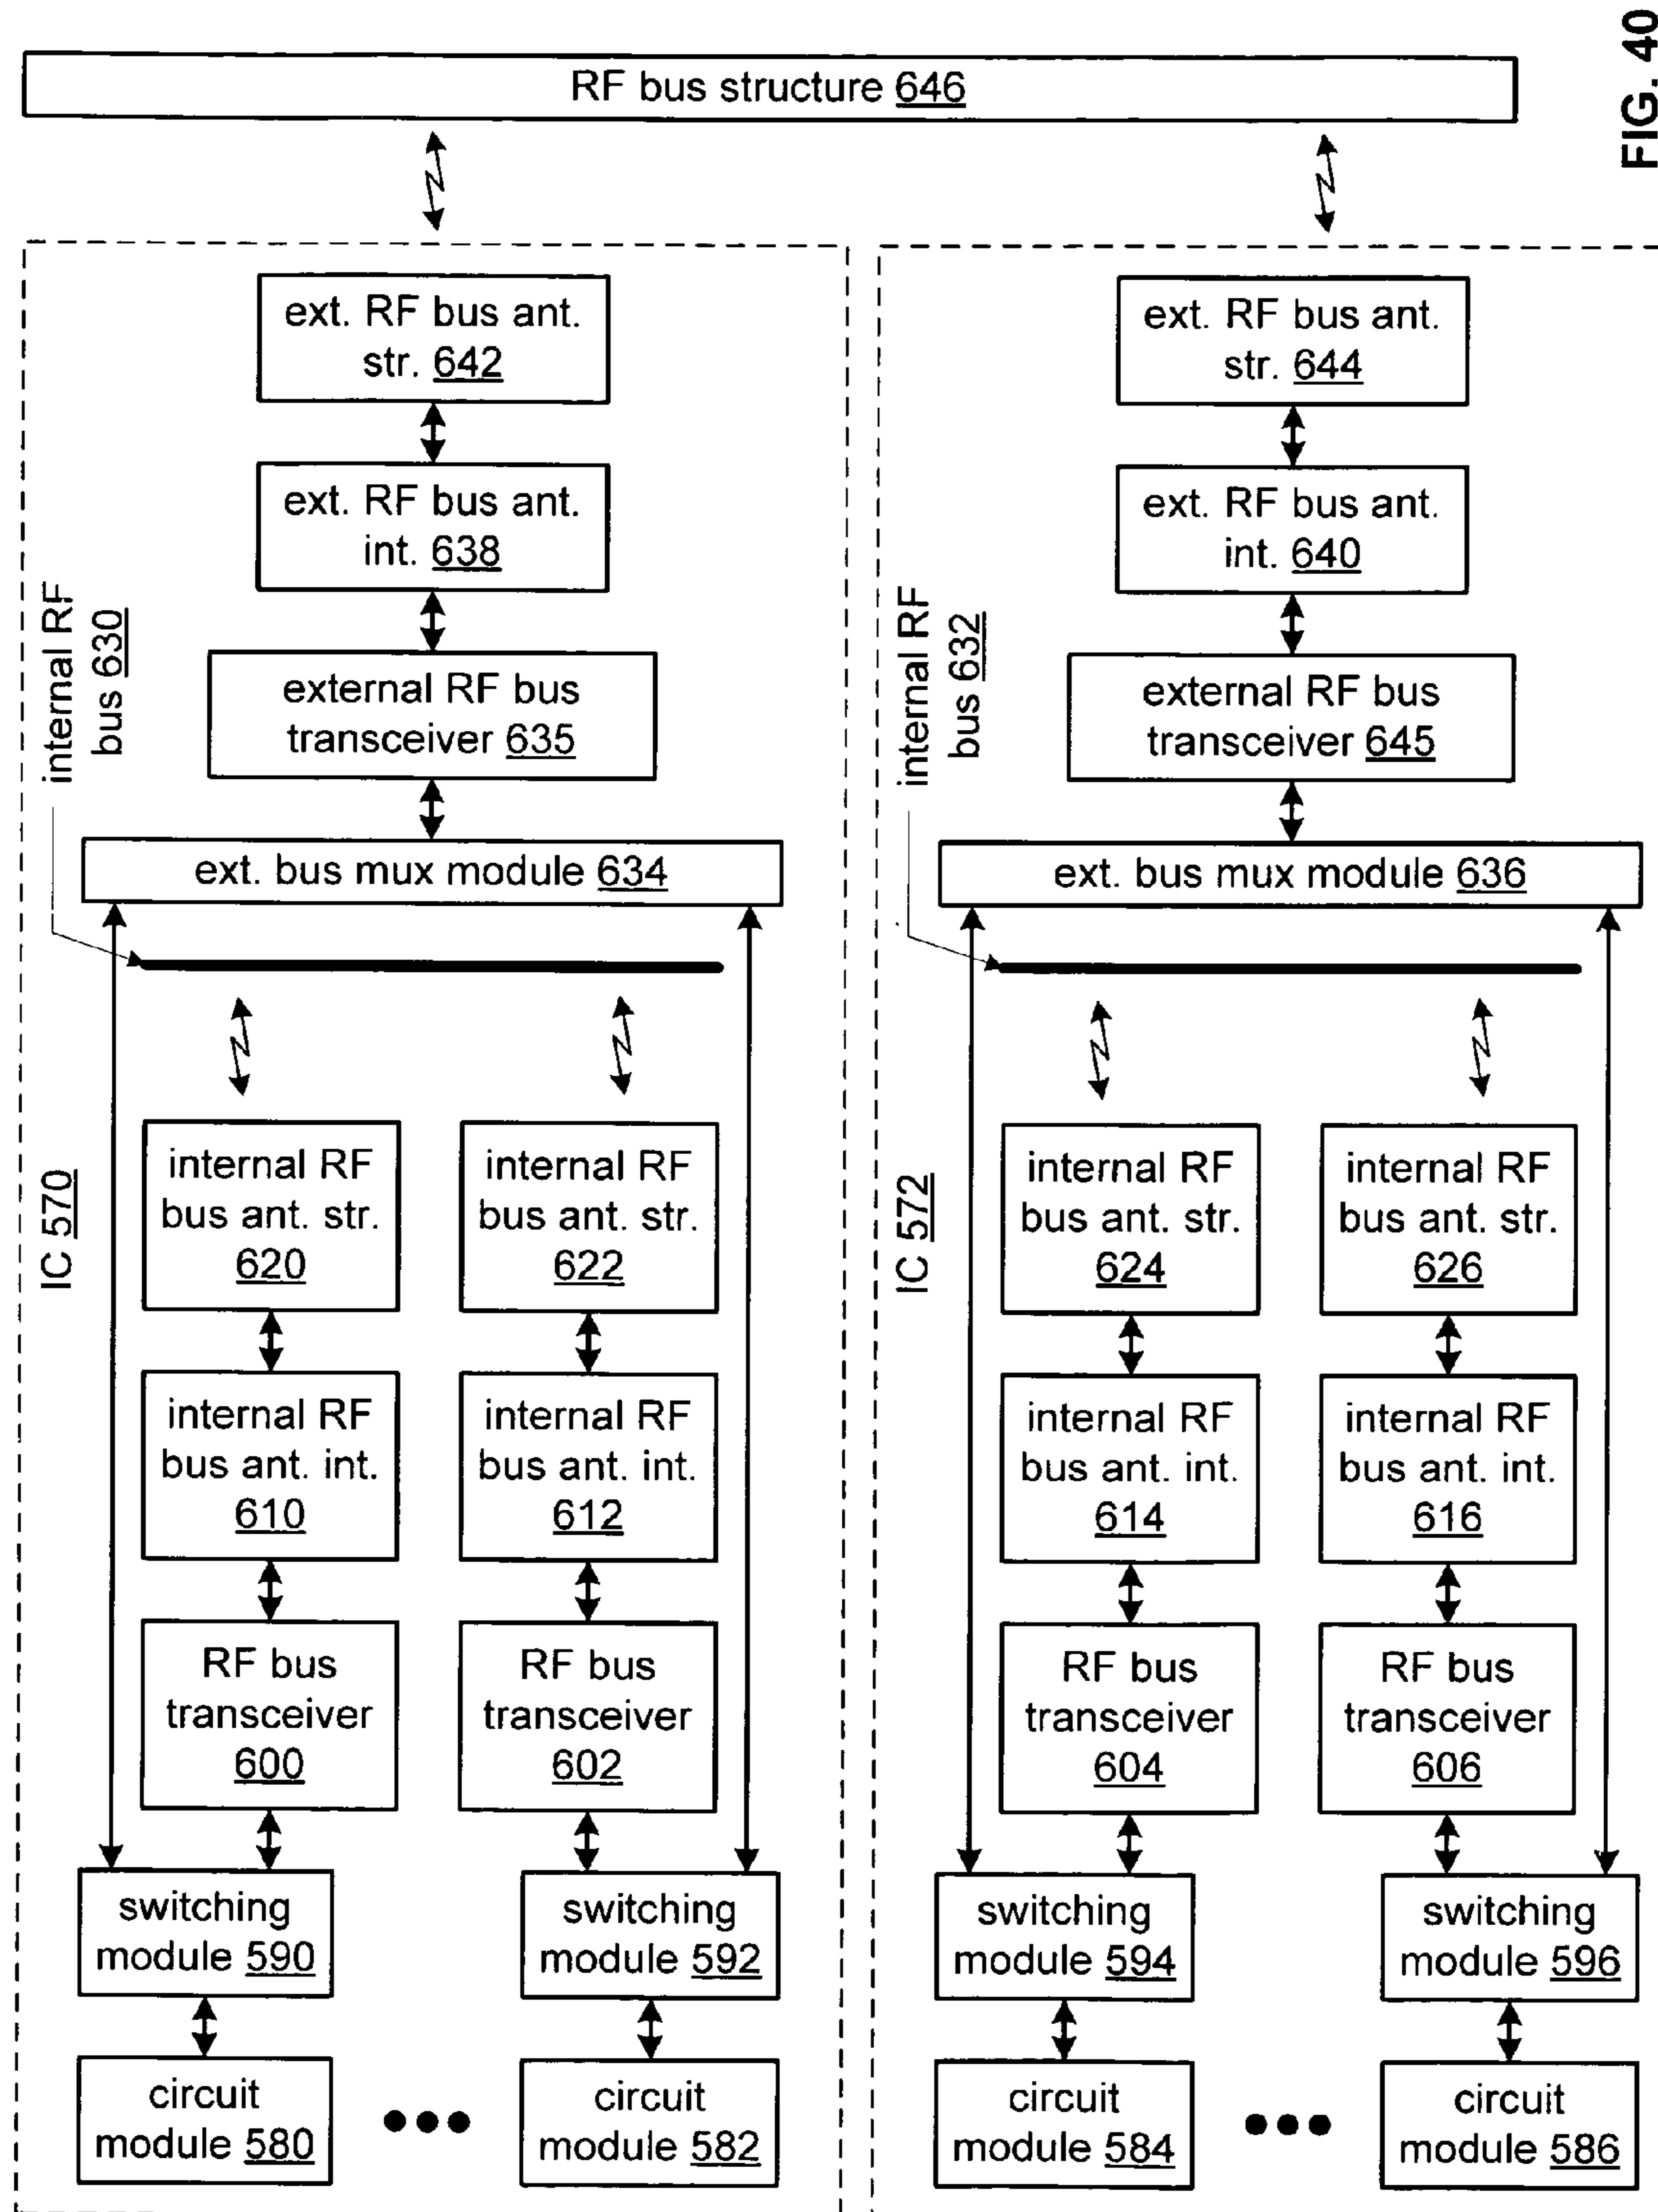 FIG. 40
RF bus structure 646
ext. RF bus ant.
str. 642
ext. RF bus ant.
int. 638
internal RF
bus 630
external RF bus
transceiver 635
ext. bus mux module 634
IC 570
internal RF
bus ant. str.
620
internal RF
bus ant. str.
622
internal RF
bus ant. int.
610
internal RF
bus ant. int.
612
RF bus
transceiver
600
RF bus
transceiver
602
switching
module 590
switching
module 592
circuit
module 580
circuit
module 582
ext. RF bus ant.
str. 644
ext. RF bus ant.
int. 640
internal RF
bus 632
external RF bus
transceiver 645
ext. bus mux module 636
IC 572
internal RF
bus ant. str.
624
internal RF
bus ant. str.
626
internal RF
bus ant. int.
614
internal RF
bus ant. int.
616
RF bus
transceiver
604
RF bus
transceiver
606
switching
module 594
switching
module 596
circuit
module 584
circuit
module 586